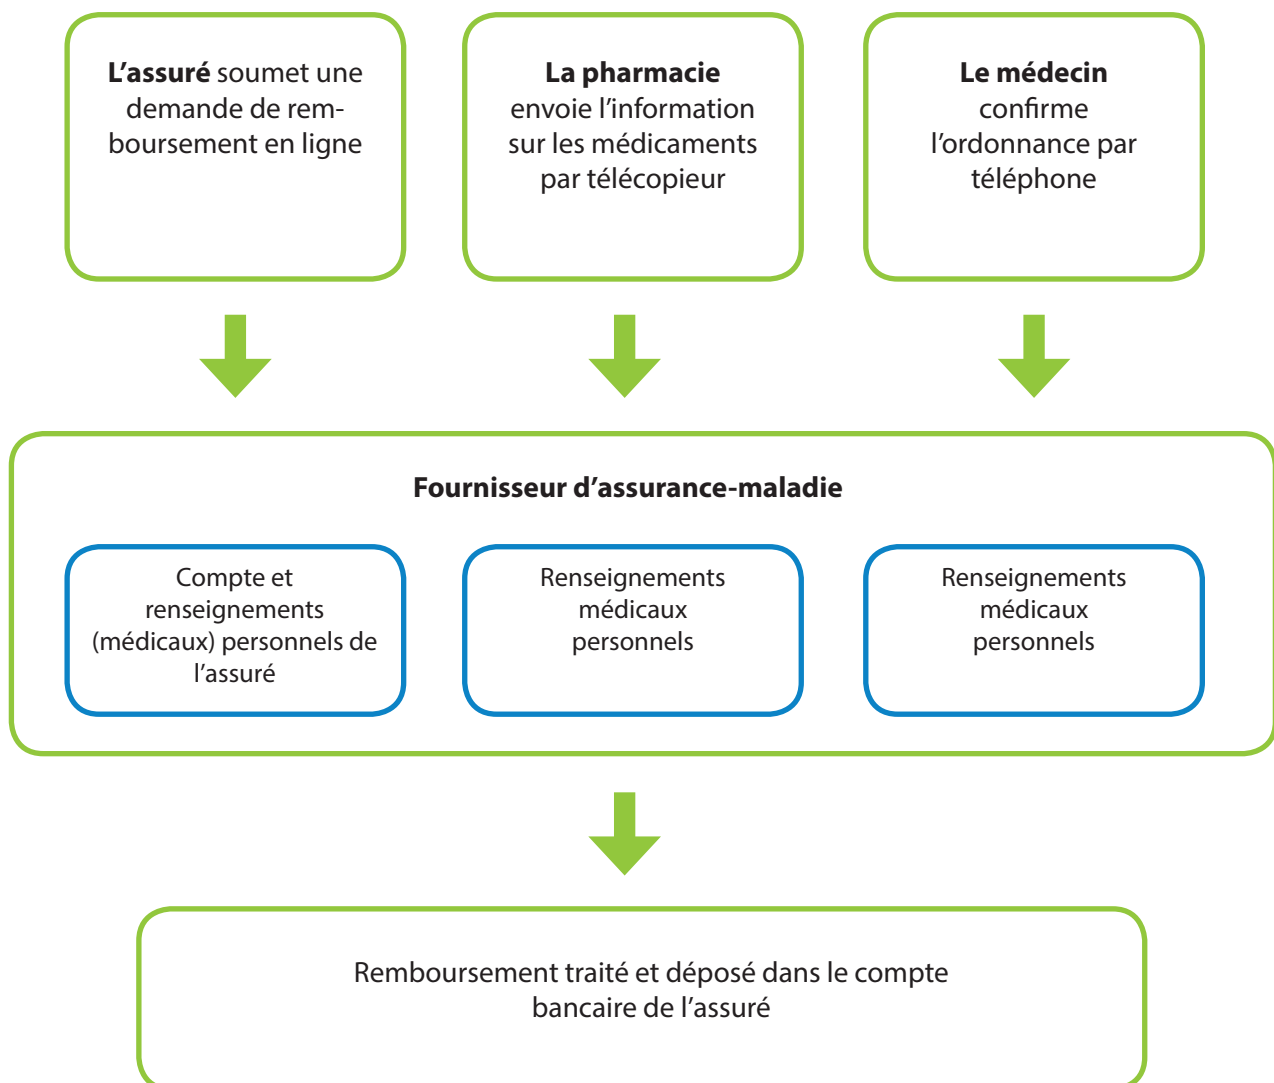 L’assuré soumet une
demande de rem-
boursement en ligne
La pharmacie
envoie l’information
sur les médicaments
par télécopieur
Le médecin
confirme
l’ordonnance par
téléphone
Fournisseur d’assurance-maladie
Compte et
renseignements
(médicaux) personnels de
l’assuré
Renseignements
médicaux
personnels
Renseignements
médicaux
personnels
Remboursement traité et déposé dans le compte
bancaire de l’assuré